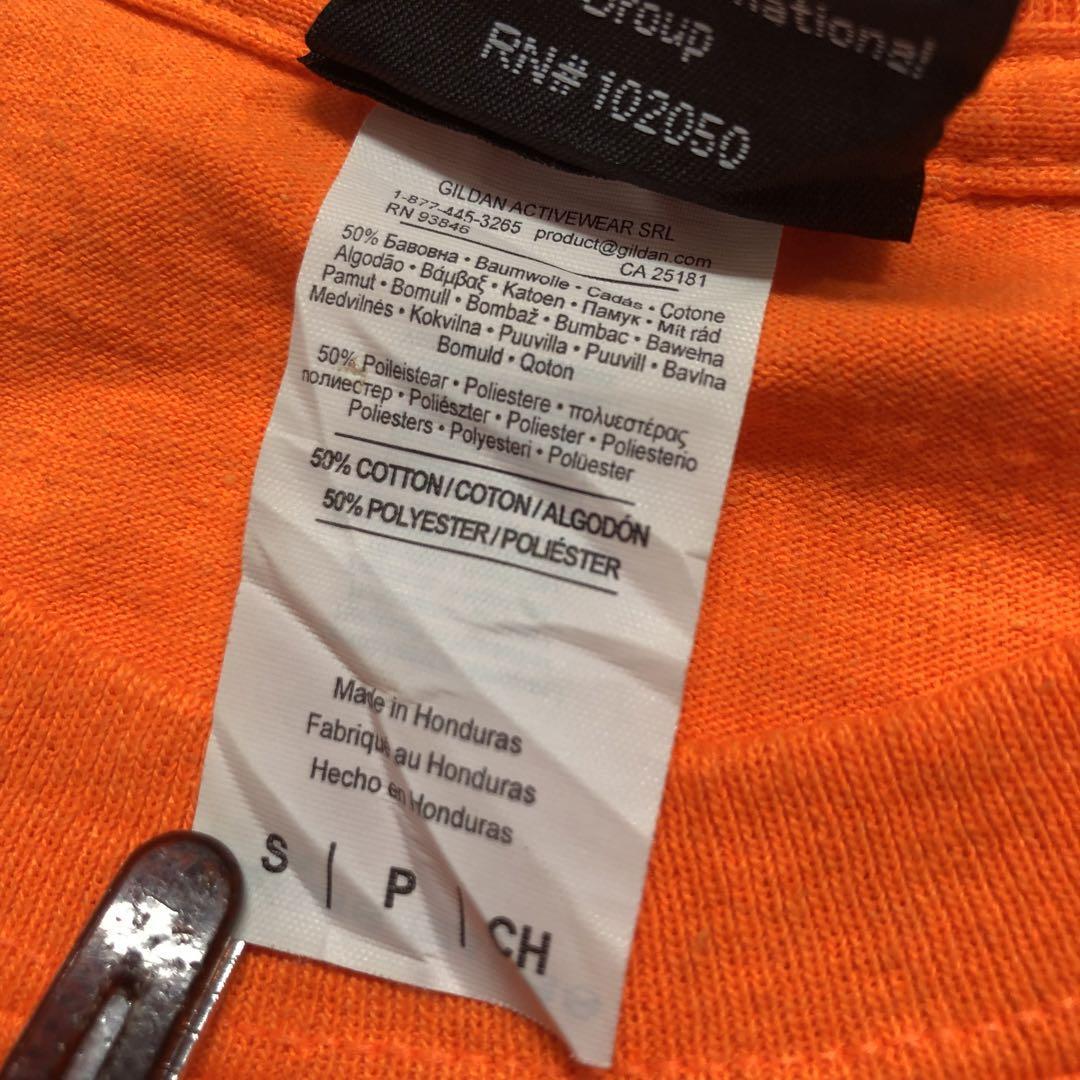 national
Group
RN#102050
GILDAN ACTIVEWEAR SRL
1-877-445-3265 product@gildan.com
RN 93845 CA 25181
50% Бавовна • Baumwolle • Cadás • Cotone
Algodão • Βάμβαξ • Katoen • Памук • Mit rád
Pamut • Bomull • Bombaž • Bumbac • Bawełna
Medvilnės • Kokvilna • Puuvilla • Puuvill • Bavlna
Bomuld • Qoton
50% Poileistear • Poliestere • πολυεστέρας
полиестер • Poliészter • Poliester • Poliesterio
Poliesters • Polyesteri • Polüester
50% COTTON/COTON/ALGODÓN
50% POLYESTER/POLIÉSTER
Made in Honduras
Fabriqu au Honduras
Hecho en Honduras
S | P | CH